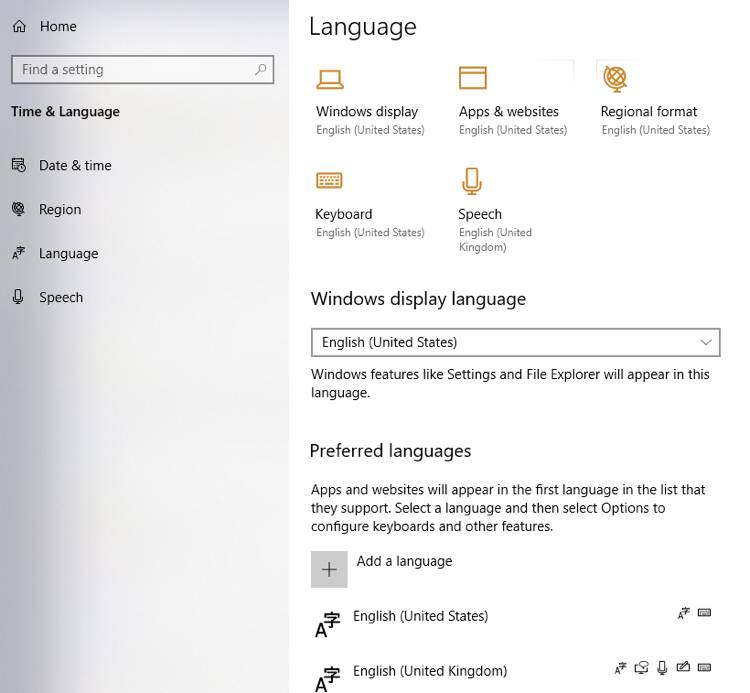 Home
Find a setting
Time & Language
Date & time
Region
Language
Speech
Language
Windows display
English (United States)
Apps & websites
English (United States)
Regional format
English (United States)
Keyboard
English (United States)
Speech
English (United
Kingdom)
Windows display language
English (United States)
Windows features like Settings and File Explorer will appear in this
language.
Preferred languages
Apps and websites will appear in the first language in the list that
they support. Select a language and then select Options to
configure keyboards and other features.
Add a language
English (United States)
English (United Kingdom)